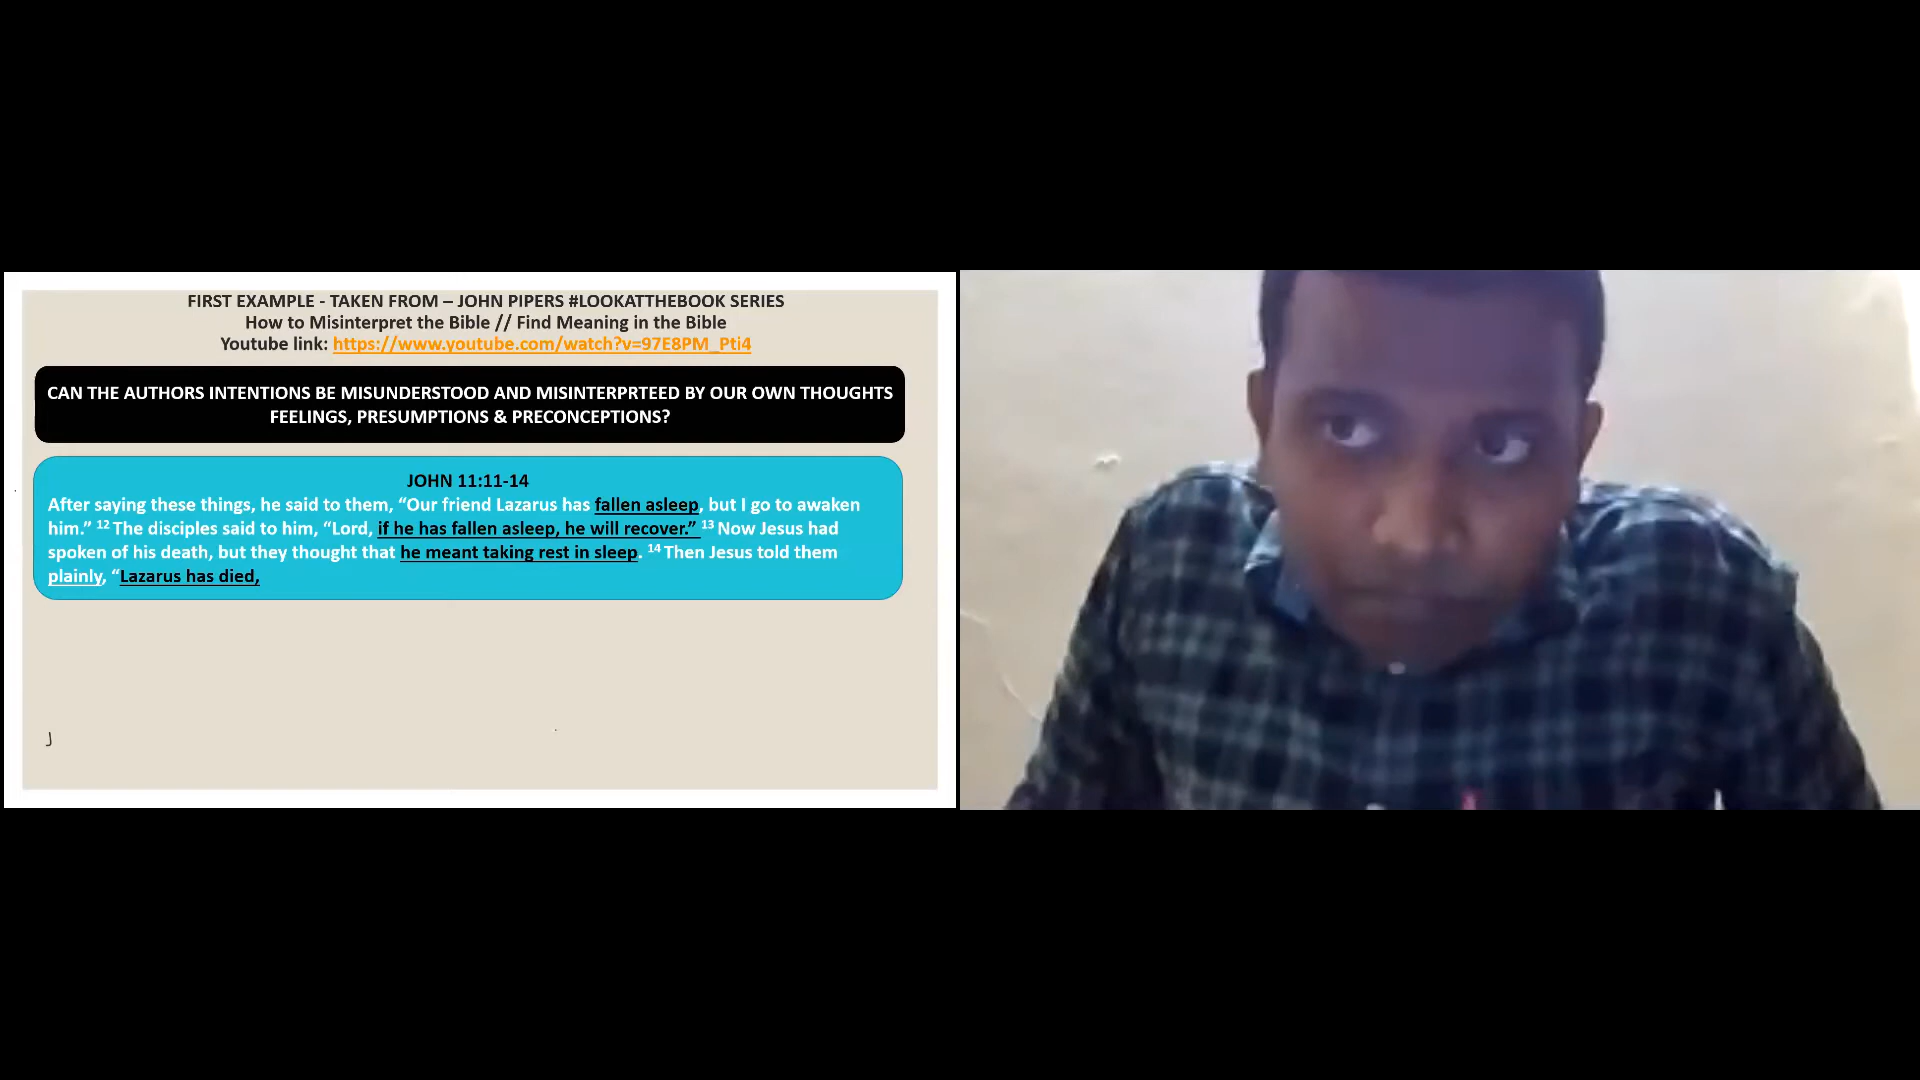 FIRST EXAMPLE - TAKEN FROM – JOHN PIPERS #LOOKATTHEBOOK SERIES
How to Misinterpret the Bible // Find Meaning in the Bible
Youtube link: https://www.youtube.com/watch?v=97E8PM_Pti4
CAN THE AUTHORS INTENTIONS BE MISUNDERSTOOD AND MISINTERPRTEED BY OUR OWN THOUGHTS
FEELINGS, PRESUMPTIONS & PRECONCEPTIONS?
JOHN 11:11-14
After saying these things, he said to them, “Our friend Lazarus has fallen asleep, but I go to awaken
him.” 12 The disciples said to him, “Lord, if he has fallen asleep, he will recover.” 13 Now Jesus had
spoken of his death, but they thought that he meant taking rest in sleep. 14 Then Jesus told them
plainly, “Lazarus has died,
J